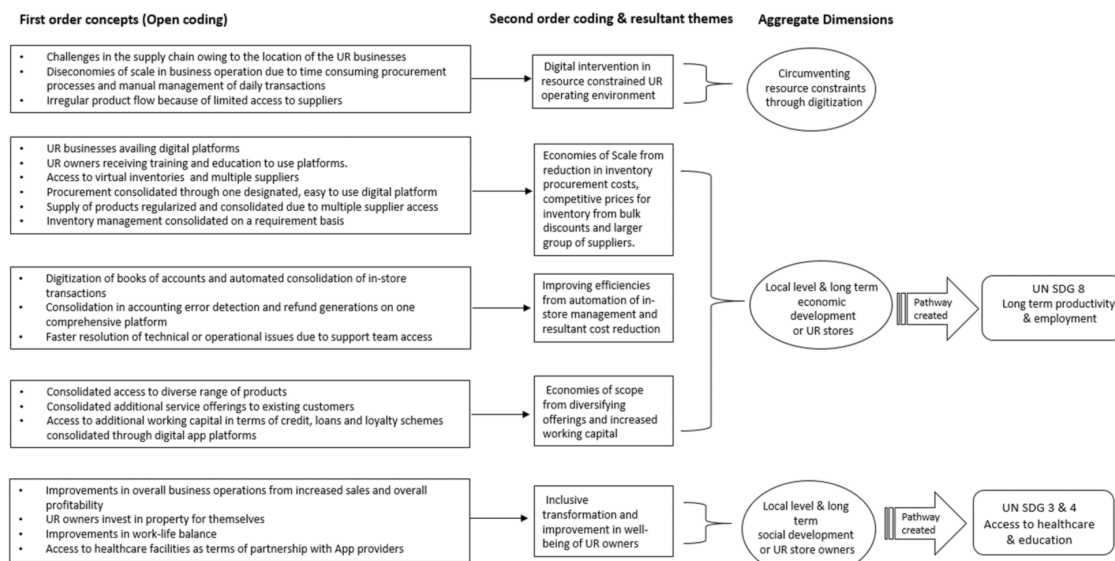 First order concepts (Open coding)
Second order coding & resultant themes
Aggregate Dimensions
• Challenges in the supply chain owing to the location of the UR businesses
• Diseconomies of scale in business operation due to time consuming procurement
processes and manual management of daily transactions
• Irregular product flow because of limited access to suppliers
Digital intervention in
resource constrained UR
operating environment
Circumventing
resource constraints
through digitization
• UR businesses availing digital platforms
• UR owners receiving training and education to use platforms.
• Access to virtual inventories and multiple suppliers
• Procurement consolidated through one designated, easy to use digital platform
• Supply of products regularized and consolidated due to multiple supplier access
• Inventory management consolidated on a requirement basis
Economies of Scale from
reduction in inventory
procurement costs,
competitive prices for
inventory from bulk
discounts and larger
group of suppliers.
• Digitization of books of accounts and automated consolidation of in-store
transactions
• Consolidation in accounting error detection and refund generations on one
comprehensive platform
• Faster resolution of technical or operational issues due to support team access
Improving efficiencies
from automation of in-
store management and
resultant cost reduction
Local level & long term
economic
development
or UR stores
Pathway
created
UN SDG 8
Long term productivity
& employment
• Consolidated access to diverse range of products
• Consolidated additional service offerings to existing customers
• Access to additional working capital in terms of credit, loans and loyalty schemes
consolidated through digital app platforms
Economies of scope
from diversifying
offerings and increased
working capital
• Improvements in overall business operations from increased sales and overall
profitability
• UR owners invest in property for themselves
• Improvements in work-life balance
• Access to healthcare facilities as terms of partnership with App providers
Inclusive
transformation and
improvement in well-
being of UR owners
Local level & long
term
social development
or UR store owners
Pathway
created
UN SDG 3 & 4
Access to healthcare
& education